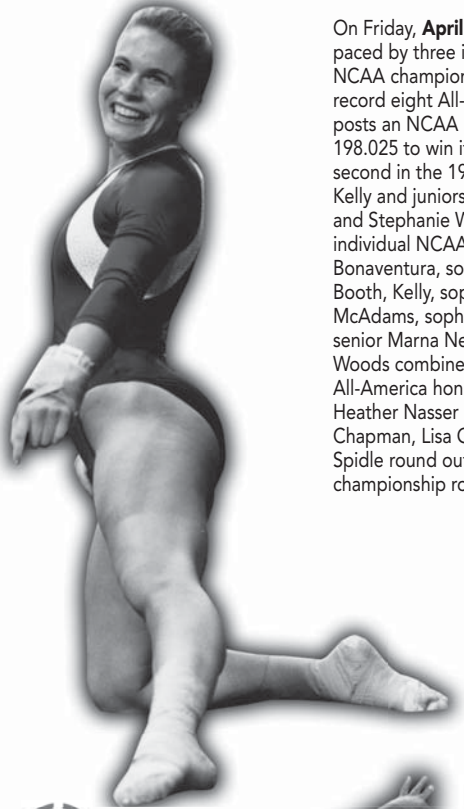 On Friday, April
paced by three i
NCAA champion
record eight All-
posts an NCAA
198.025 to win i
second in the 19
Kelly and juniors
and Stephanie W
individual NCAA
Bonaventura, so
Booth, Kelly, sop
McAdams, soph
senior Marna Ne
Woods combine
All-America hon
Heather Nasser
Chapman, Lisa
Spidle round out
championship ro